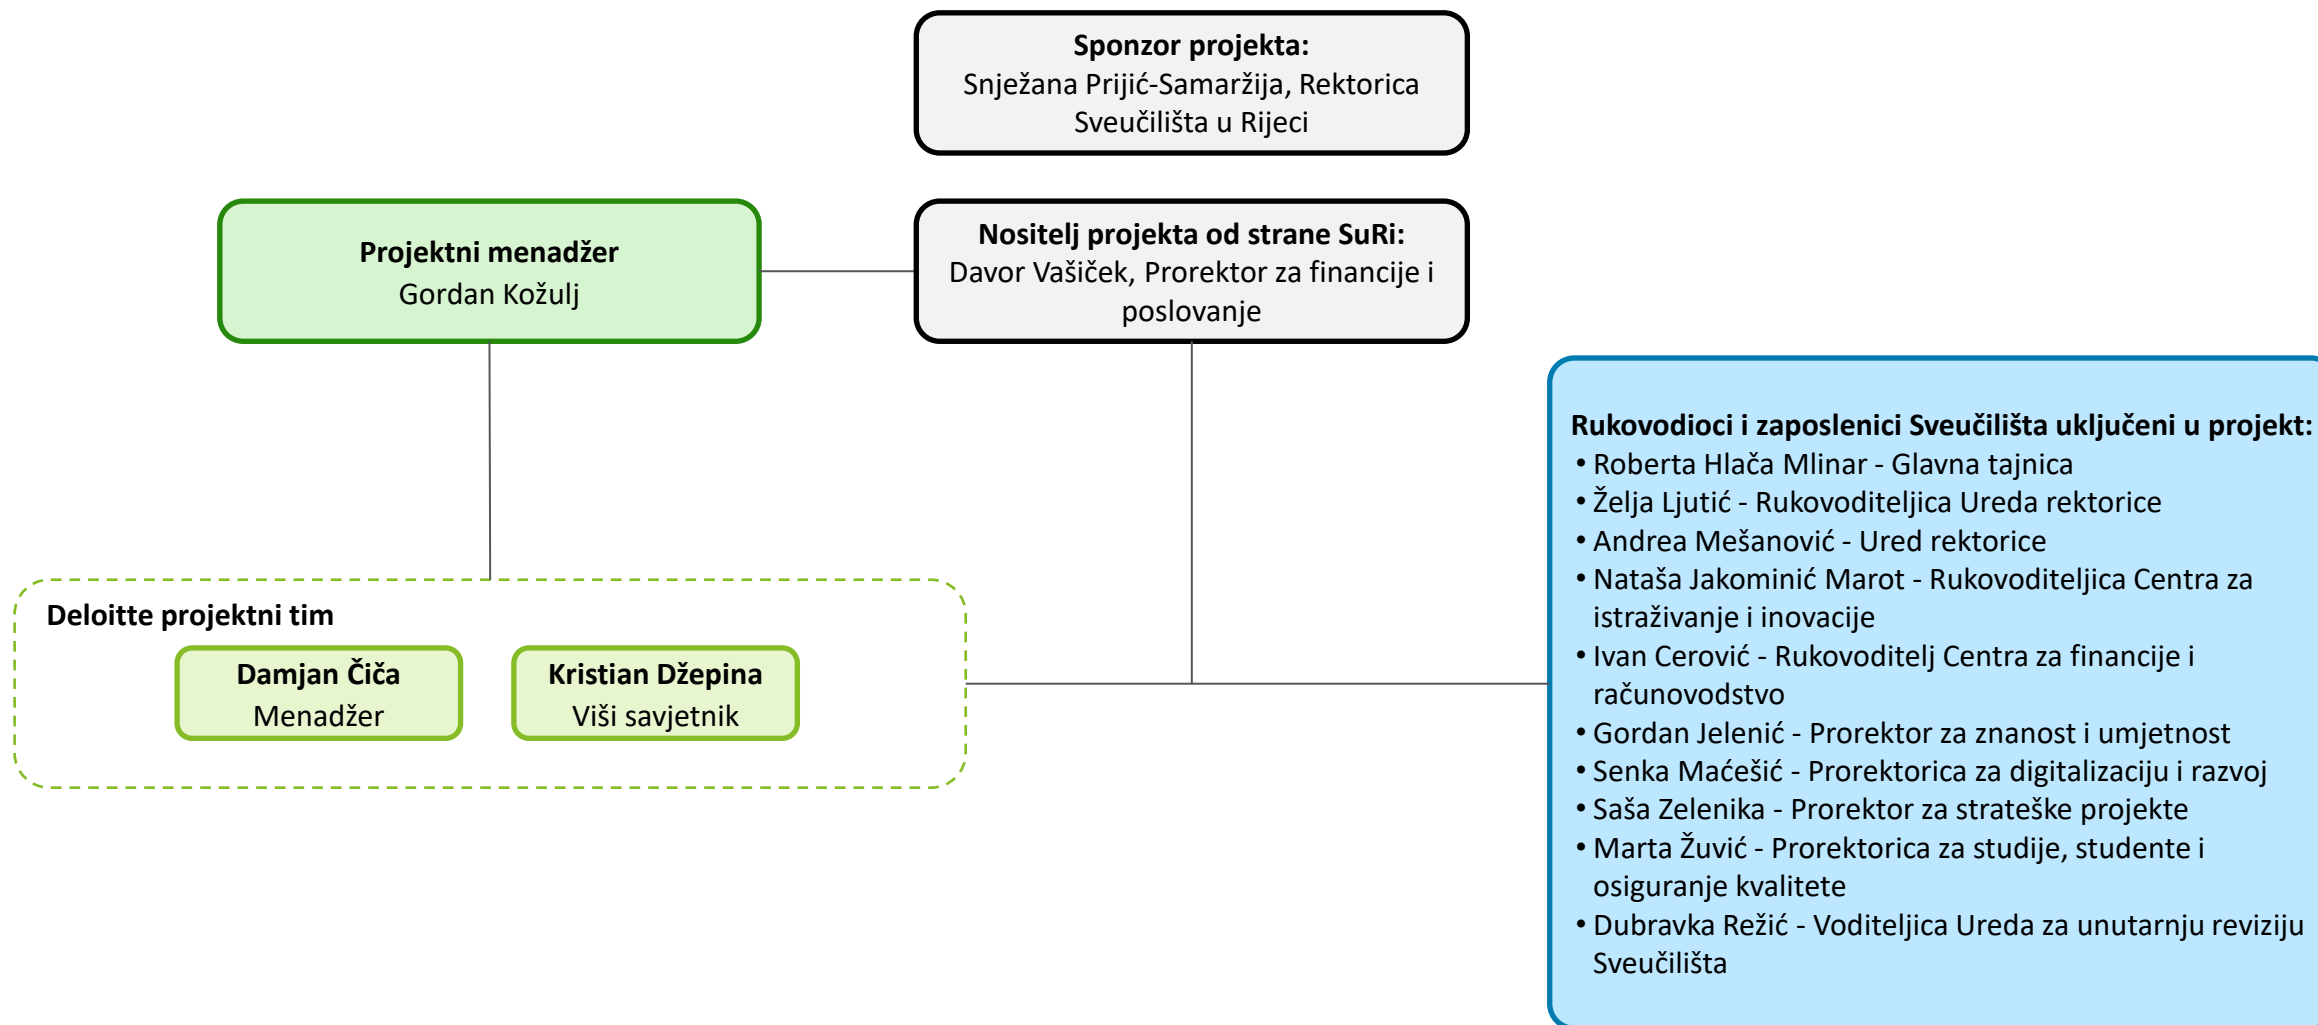 Sponzor projekta:
Snježana Prijić-Samaržija, Rektorica
Sveučilišta u Rijeci
Projektni menadžer
Gordan Kožulj
Nositelj projekta od strane SuRi:
Davor Vašiček, Prorektor za financije i
poslovanje
Deloitte projektni tim
Damjan Čiča
Menadžer
Kristian Džepina
Viši savjetnik
Rukovodioci i zaposlenici Sveučilišta uključeni u projekt:
• Roberta Hlača Mlinar - Glavna tajnica
• Želja Ljutić - Rukovoditeljica Ureda rektorice
• Andrea Mešanović - Ured rektorice
• Nataša Jakominić Marot - Rukovoditeljica Centra za
istraživanje i inovacije
• Ivan Cerović - Rukovoditelj Centra za financije i
računovodstvo
• Gordan Jelenić - Prorektor za znanost i umjetnost
• Senka Maćešić - Prorektorica za digitalizaciju i razvoj
• Saša Zelenika - Prorektor za strateške projekte
• Marta Žuvić - Prorektorica za studije, studente i
osiguranje kvalitete
• Dubravka Režić - Voditeljica Ureda za unutarnju reviziju
Sveučilišta